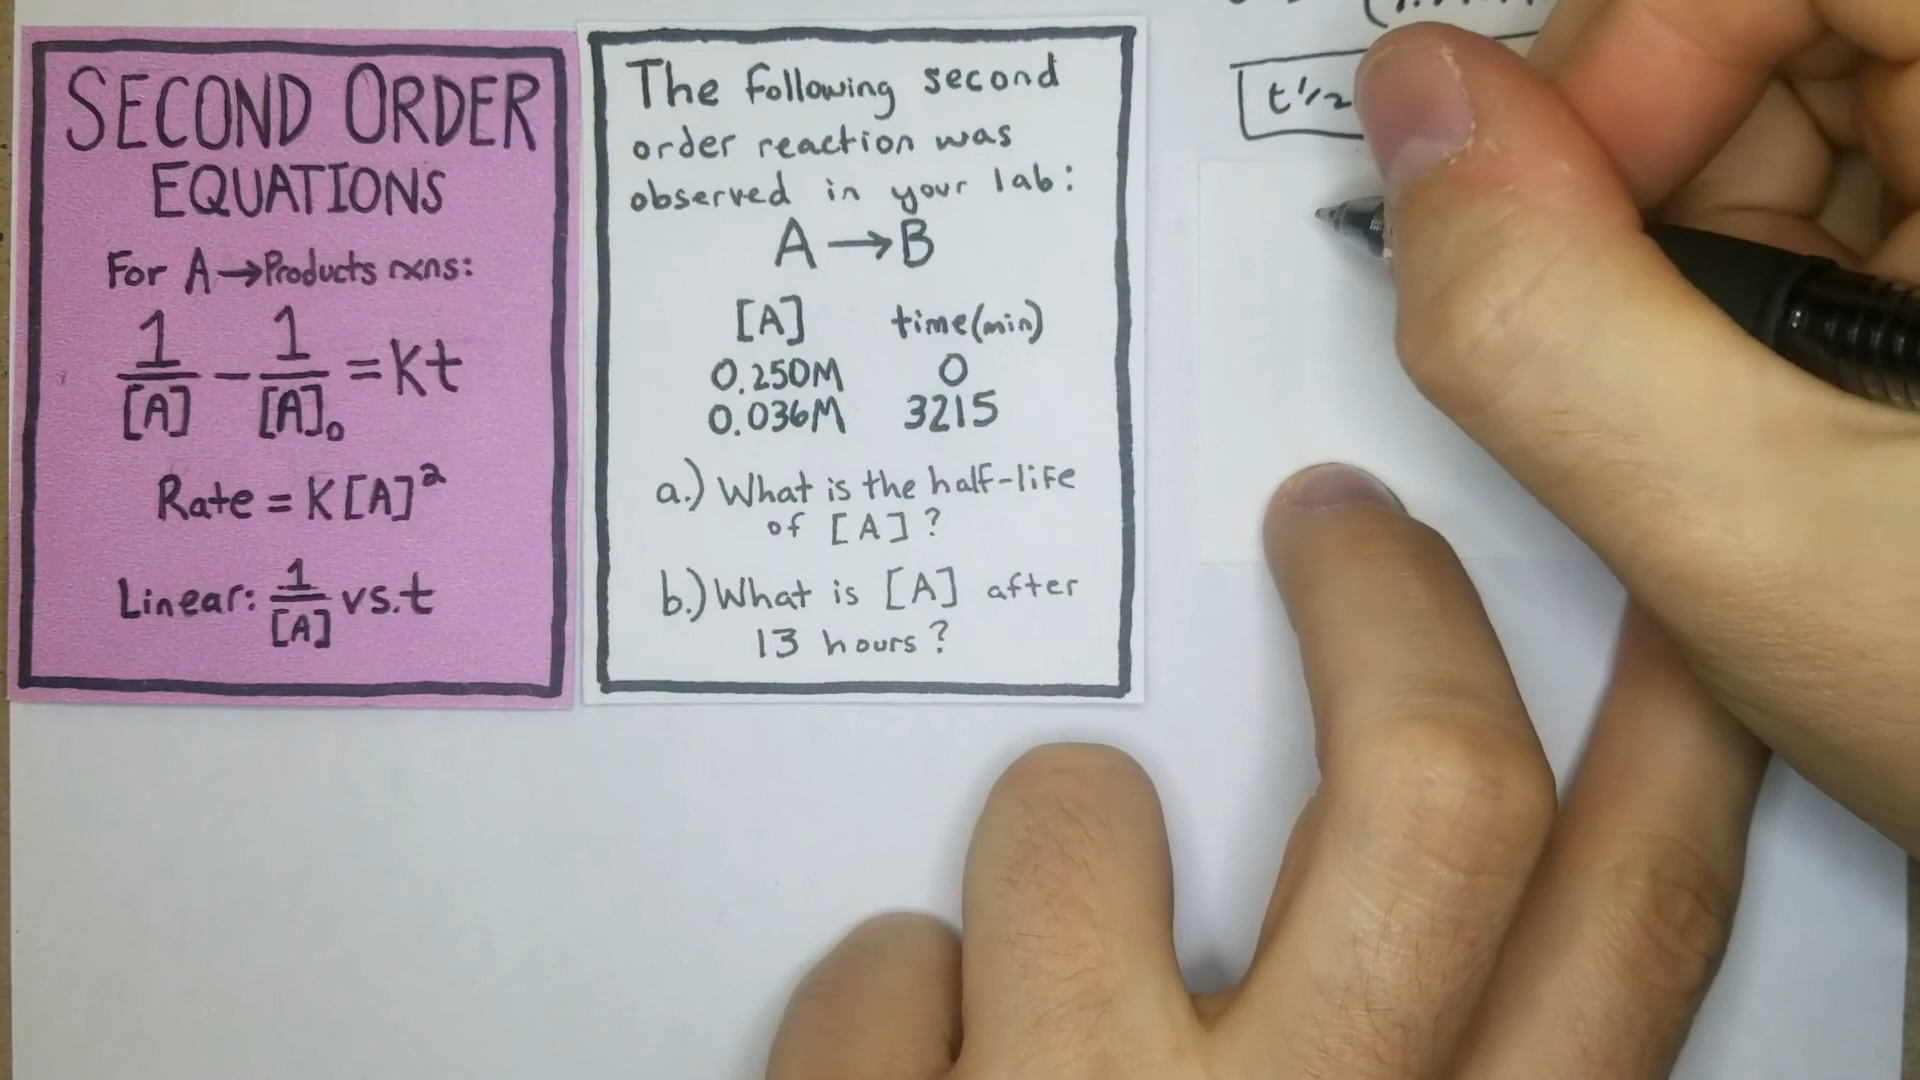 SECOND ORDER
EQUATIONS
For A→Products rxns:
1/[A] - 1/[A]₀ = Kt
Rate = K[A]²
Linear: 1/[A] vs. t
The following second
order reaction was
observed in your lab:
A→B
[A] time(min)
0.250M 0
0.036M 3215
a.) What is the half-life
of [A]?
b.) What is [A] after
13 hours?
t½